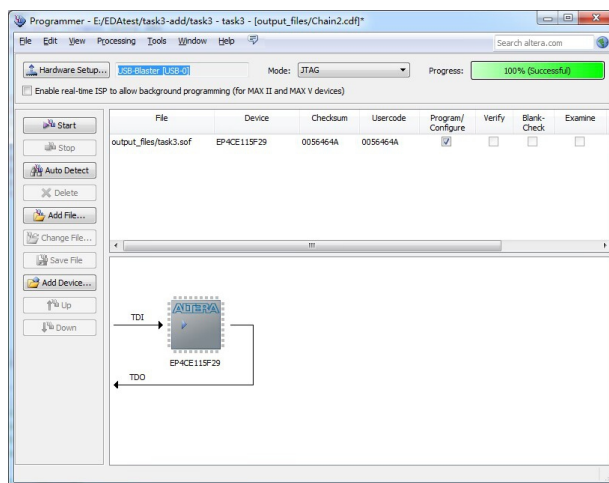 Programmer - E:/EDAtest/task3-add/task3 - task3 - [output_files/Chain2.cdf]*
File Edit View Processing Tools Window Help
Search altera.com
Hardware Setup... USB-Blaster [USB-0] Mode: JTAG Progress: 100% (Successful)
Enable real-time ISP to allow background programming (for MAX II and MAX V devices)
Start
Stop
Auto Detect
Delete
Add File...
Change File...
Save File
Add Device...
Up
Down
File Device Checksum Usercode Program/Configure Verify Blank-Check Examine
output_files/task3.sof EP4CE115F29 0056464A 0056464A
ALTERA
TDI
EP4CE115F29
TDO